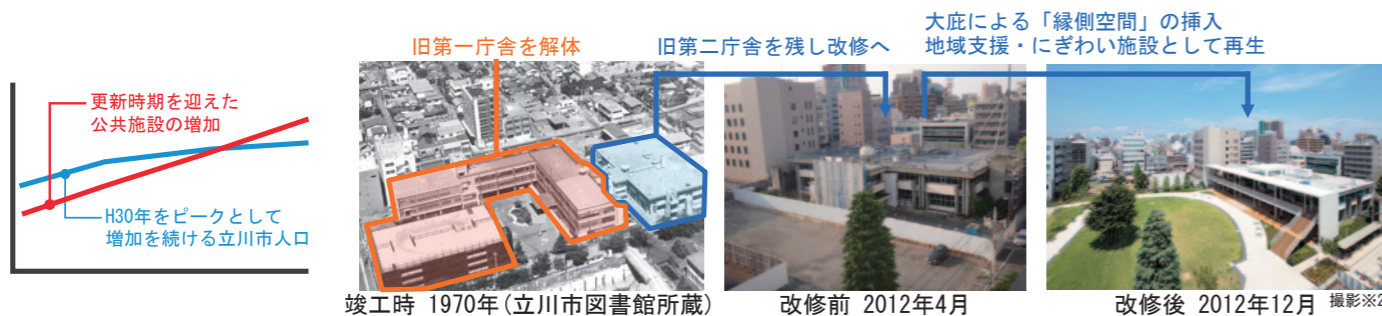 更新時期を迎えた
公共施設の増加
H30年をピークとして
増加を続ける立川市人口
旧第一庁舎を解体
旧第二庁舎を残し改修へ
大庇による「縁側空間」の挿入
地域支援・にぎわい施設として再生
竣工時 1970年(立川市図書館所蔵)
改修前 2012年4月
改修後 2012年12月
撮影※2